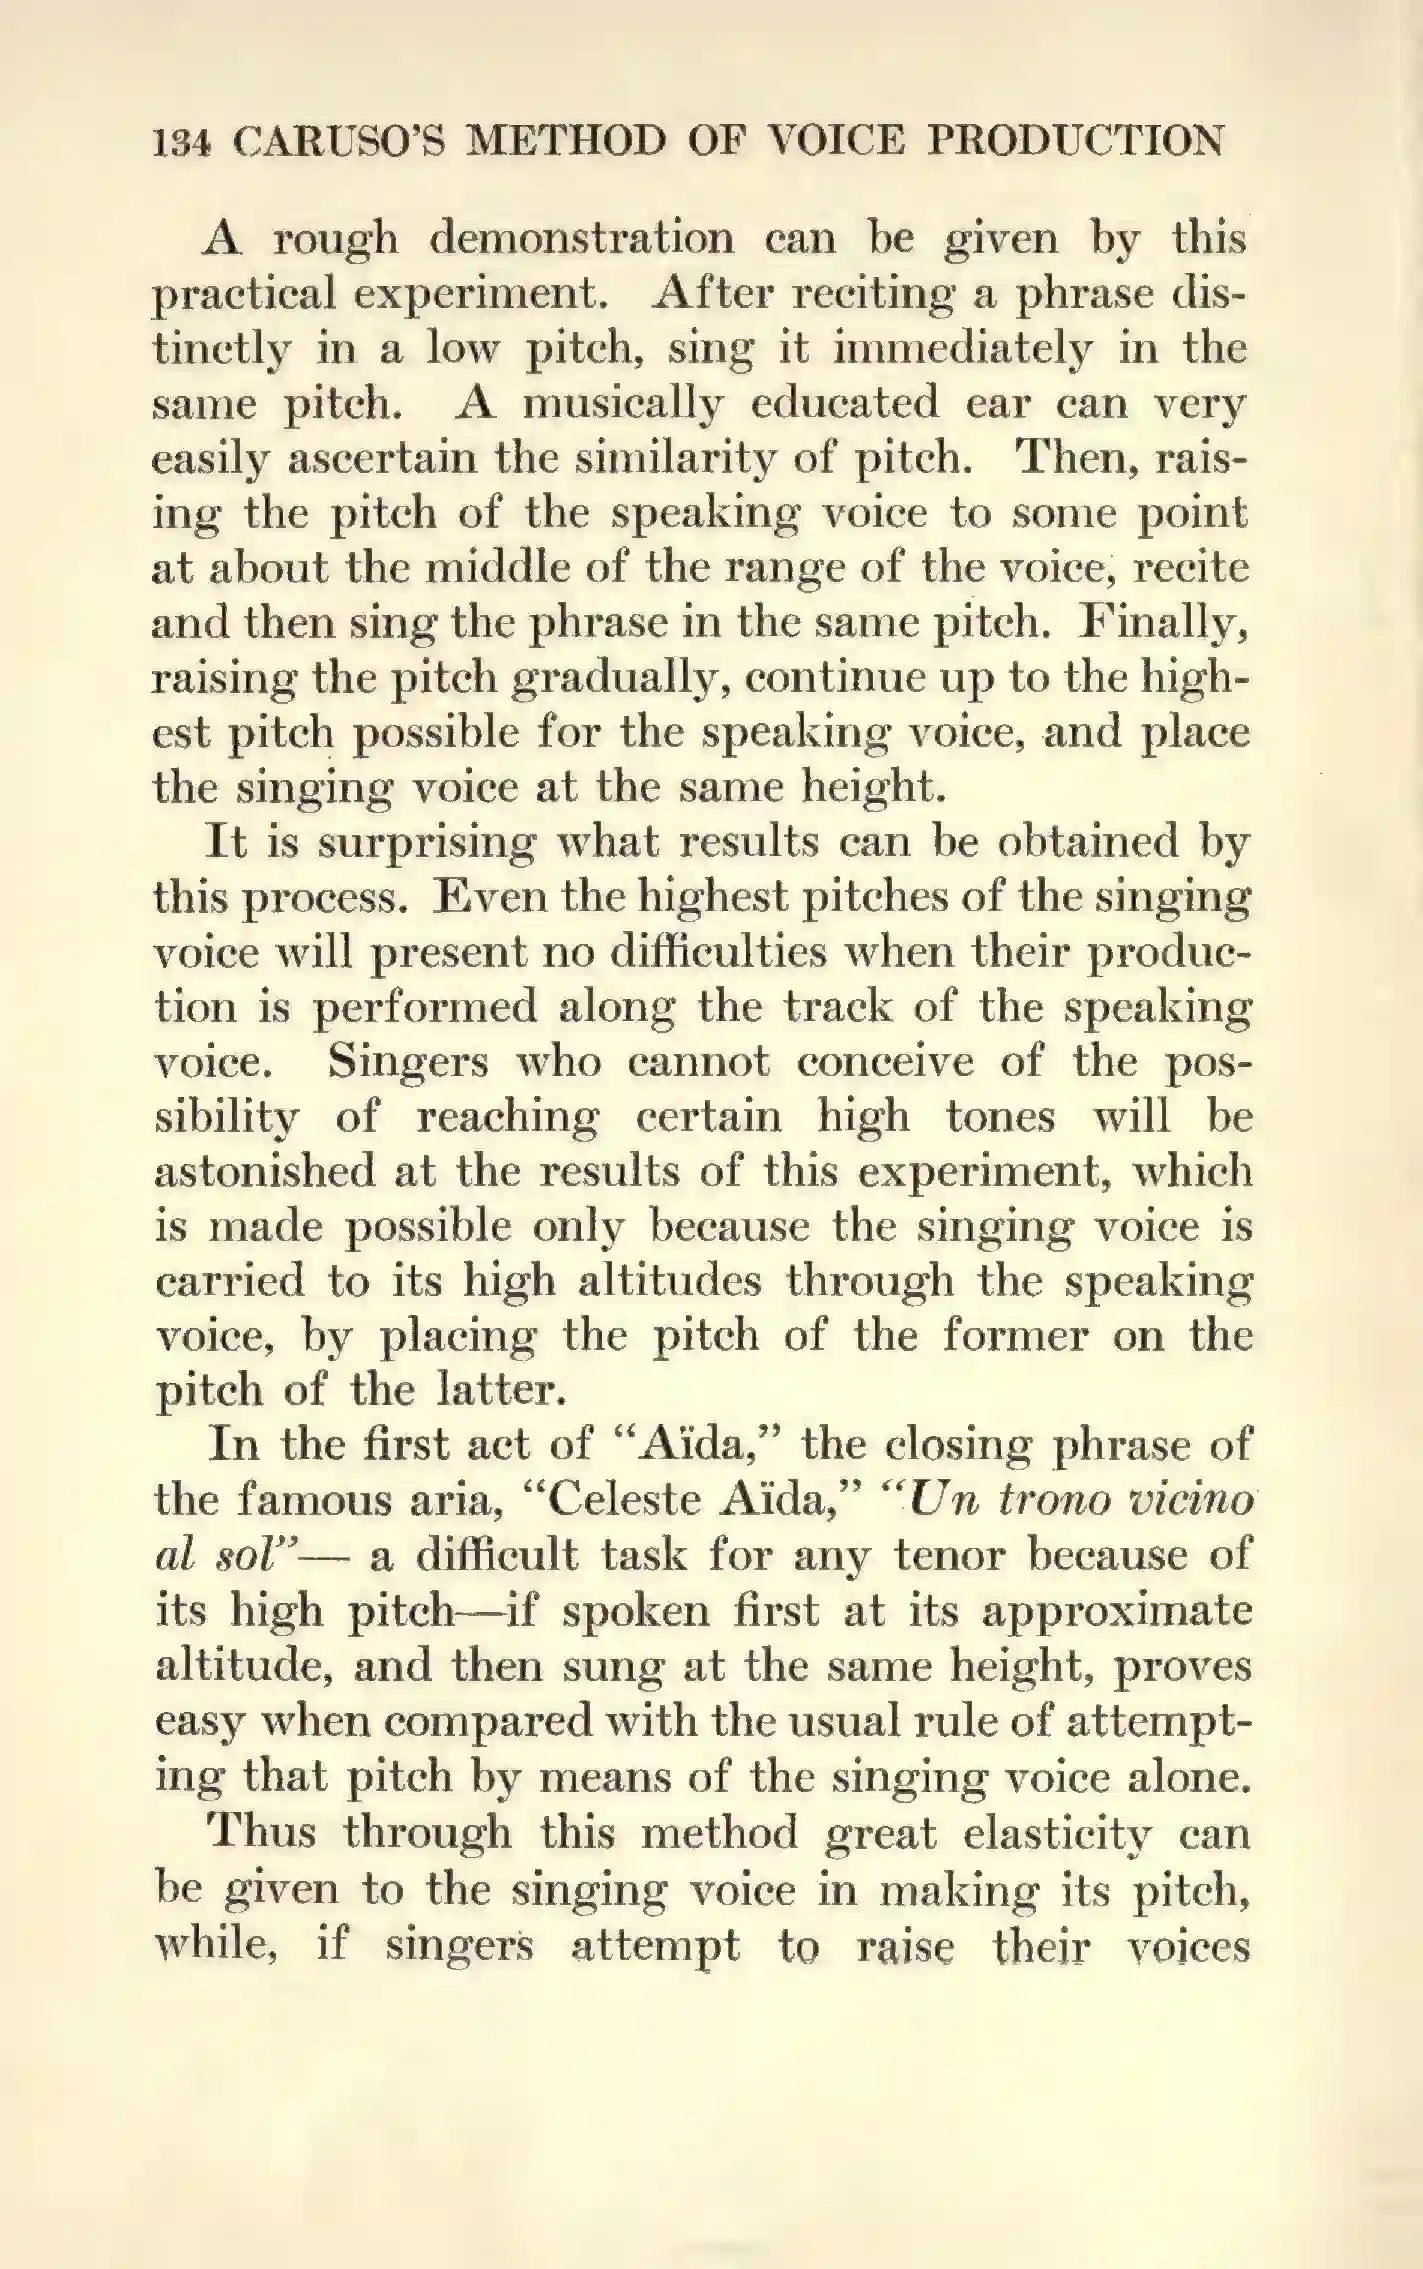 134 CARUSO'S METHOD OF VOICE PRODUCTION
A rough demonstration can be given by this
practical experiment. After reciting a phrase dis-
tinctly in a low pitch, sing it immediately in the
same pitch. A musically educated ear can very
easily ascertain the similarity of pitch. Then, rais-
ing the pitch of the speaking voice to some point
at about the middle of the range of the voice, recite
and then sing the phrase in the same pitch. Finally,
raising the pitch gradually, continue up to the high-
est pitch possible for the speaking voice, and place
the singing voice at the same height.
It is surprising what results can be obtained by
this process. Even the highest pitches of the singing
voice will present no difficulties when their produc-
tion is performed along the track of the speaking
voice. Singers who cannot conceive of the pos-
sibility of reaching certain high tones will be
astonished at the results of this experiment, which
is made possible only because the singing voice is
carried to its high altitudes through the speaking
voice, by placing the pitch of the former on the
pitch of the latter.
In the first act of “Aïda,” the closing phrase of
the famous aria, “Celeste Aïda,” “Un trono vicino
al sol”— a difficult task for any tenor because of
its high pitch—if spoken first at its approximate
altitude, and then sung at the same height, proves
easy when compared with the usual rule of attempt-
ing that pitch by means of the singing voice alone.
Thus through this method great elasticity can
be given to the singing voice in making its pitch,
while, if singers attempt to raise their voices